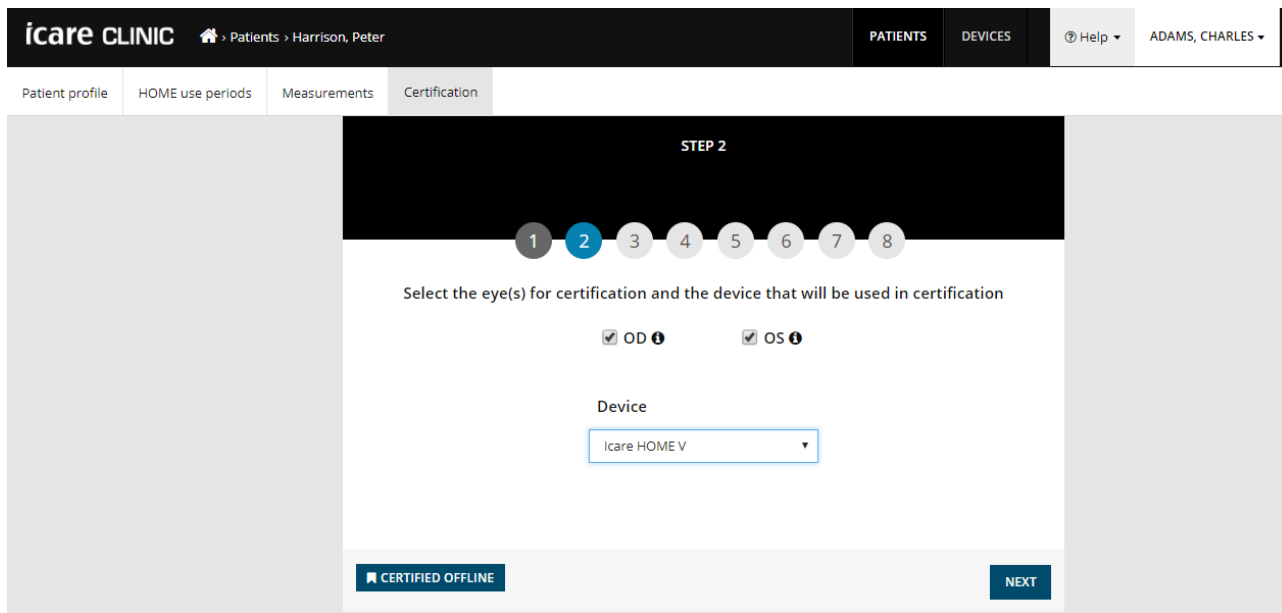 icare CLINIC › Patients › Harrison, Peter PATIENTS DEVICES Help ADAMS, CHARLES
Patient profile HOME use periods Measurements Certification
STEP 2
1 2 3 4 5 6 7 8
Select the eye(s) for certification and the device that will be used in certification
OD OS
Device
Icare HOME V
CERTIFIED OFFLINE NEXT